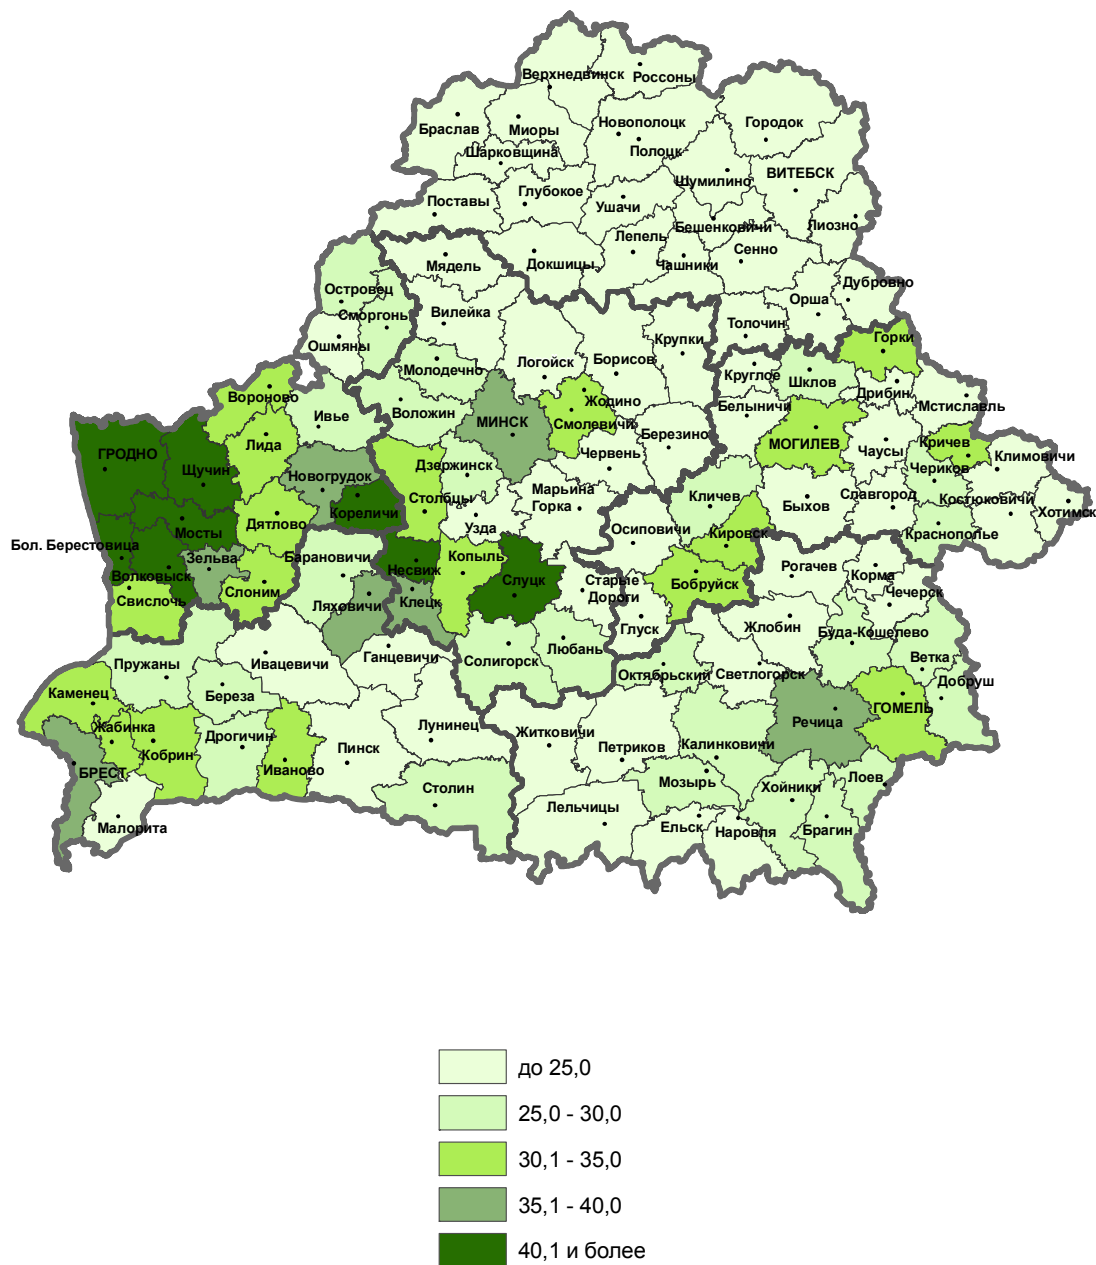 Верхнедвинск
Россоны
Браслав
Миоры
Новополоцк
Городок
Шарковщина
Полоцк
Шумилино
ВИТЕБСК
Поставы
Глубокое
Ушачи
Бешенковичи
Лиозно
Мядель
Докшицы
Лепель
Чашники
Сенно
Островец
Дубровно
Сморгонь
Вилейка
Орша
Толочин
Ошмяны
Крупки
Горки
Молодечно
Логойск
Борисов
Круглое
Шклов
Дрибин
Вороново
Ивье
Воложин
Жодино
Белыничи
Мстиславль
ГРОДНО
Лида
МИНСК
Смолевичи
Березино
МОГИЛЕВ
Кричев
Щучин
Новогрудок
Дзержинск
Червень
Чаусы
Климовичи
Чериков
Кореличи
Столбцы
Марьина
Горка
Кличев
Быхов
Славгород
Костюковичи
Хотимск
Мосты
Дятлово
Узда
Осиповичи
Кировск
Краснополье
Бол. Берестовица
Зельва
Барановичи
Несвиж
Копыль
Волковыск
Слоним
Слуцк
Старые
Дороги
Бобруйск
Рогачев
Корма
Свислочь
Ляховичи
Клецк
Чечерск
Глуск
Жлобин
Буда-Кошелево
Пружаны
Ивацевичи
Ганцевичи
Солигорск
Любань
Ветка
Каменец
Береза
Октябрьский
Светлогорск
Добруш
Жабинка
Кобрин
Дрогичин
Лунинец
Житковичи
Речица
ГОМЕЛЬ
БРЕСТ
Иваново
Пинск
Петриков
Калинковичи
Столин
Мозырь
Хойники
Лоев
Малорита
Лельчицы
Ельск
Наровля
Брагин
до 25,0
25,0 - 30,0
30,1 - 35,0
35,1 - 40,0
40,1 и более